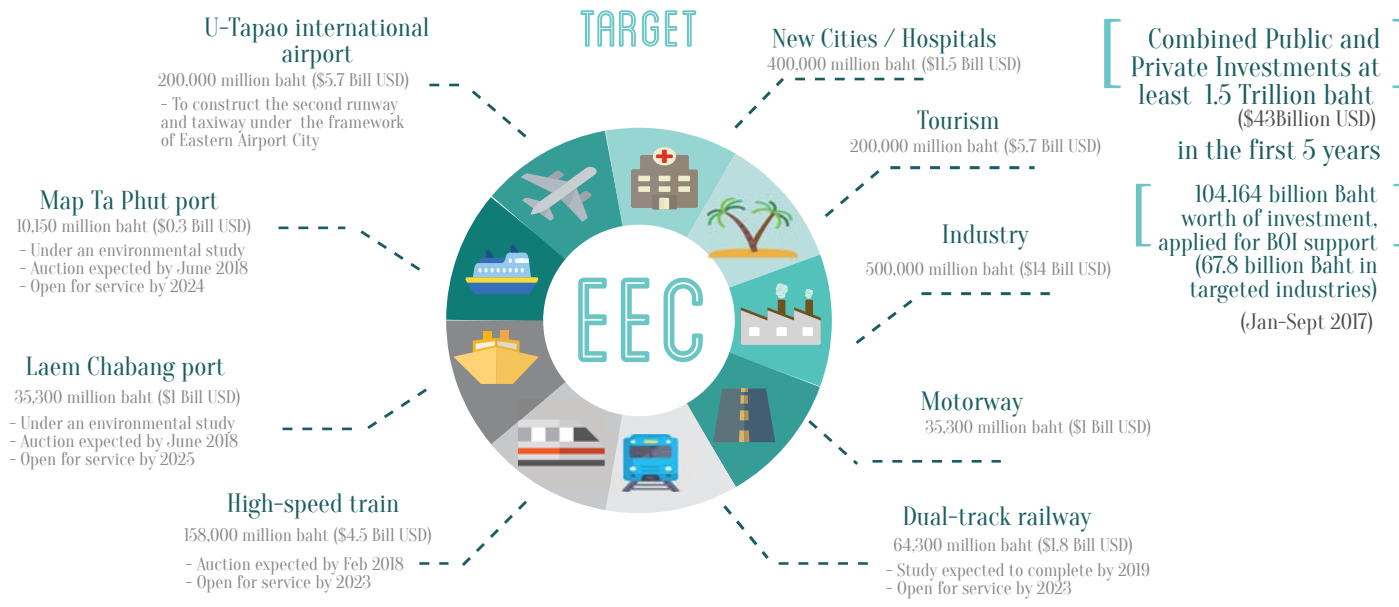 TARGET
U-Tapao international
airport
200,000 million baht ($5.7 Bill USD)
- To construct the second runway
and taxiway under the framework
of Eastern Airport City
Map Ta Phut port
10,150 million baht ($0.3 Bill USD)
- Under an environmental study
- Auction expected by June 2018
- Open for service by 2024
Laem Chabang port
35,300 million baht ($1 Bill USD)
- Under an environmental study
- Auction expected by June 2018
- Open for service by 2025
High-speed train
158,000 million baht ($4.5 Bill USD)
- Auction expected by Feb 2018
- Open for service by 2023
EEC
New Cities / Hospitals
400,000 million baht ($11.5 Bill USD)
Tourism
200,000 million baht ($5.7 Bill USD)
Industry
500,000 million baht ($14 Bill USD)
Motorway
35,300 million baht ($1 Bill USD)
Dual-track railway
64,300 million baht ($1.8 Bill USD)
- Study expected to complete by 2019
- Open for service by 2023
Combined Public and
Private Investments at
least 1.5 Trillion baht
($43Billion USD)
in the first 5 years
104.164 billion Baht
worth of investment,
applied for BOI support
(67.8 billion Baht in
targeted industries)
(Jan-Sept 2017)